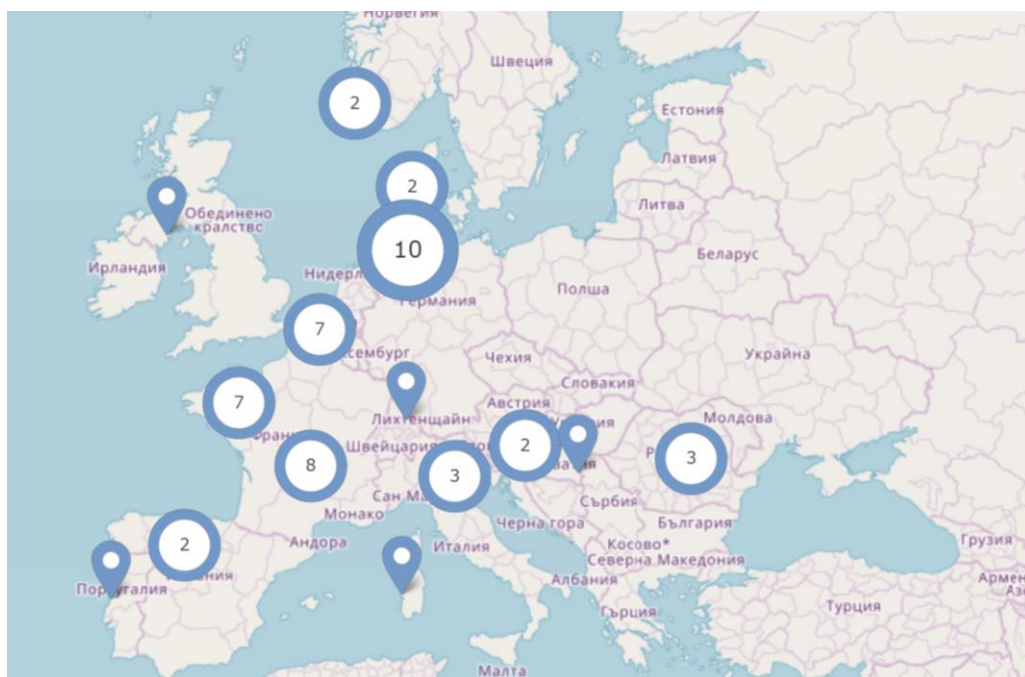 Норвегия
Швеция
2
Естония
Латвия
2
Литва
Обединено
кралство
10
Беларус
Ирландия
Нидерл
Германия
Полша
7
Украйна
ксембург
Чехия
Словакия
7
Австрия
Лихтенщайн
Молдова
Фран
Швейцария
2
3
8
3
Сан Ма
Сърбия
Монако
Черна гора
България
2
Андора
Италия
Косово*
Северна Македония
Грузия
Албания
Турция
Гърция
Малта